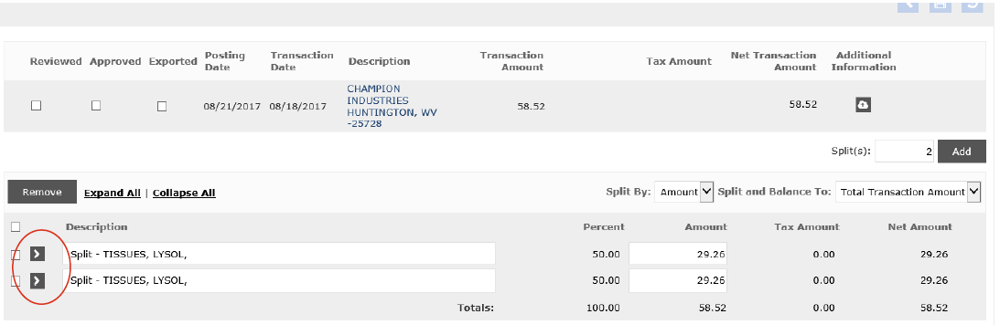 Reviewed Approved Exported Posting Date Transaction Date Description Transaction Amount Tax Amount Net Transaction Amount Additional Information
08/21/2017 08/18/2017 CHAMPION INDUSTRIES HUNTINGTON, WV -25728 58.52 58.52
Split(s): 2 Add
Remove Expand All | Collapse All Split By: Amount Split and Balance To: Total Transaction Amount
Description Percent Amount Tax Amount Net Amount
Split - TISSUES, LYSOL, 50.00 29.26 0.00 29.26
Split - TISSUES, LYSOL, 50.00 29.26 0.00 29.26
Totals: 100.00 58.52 0.00 58.52